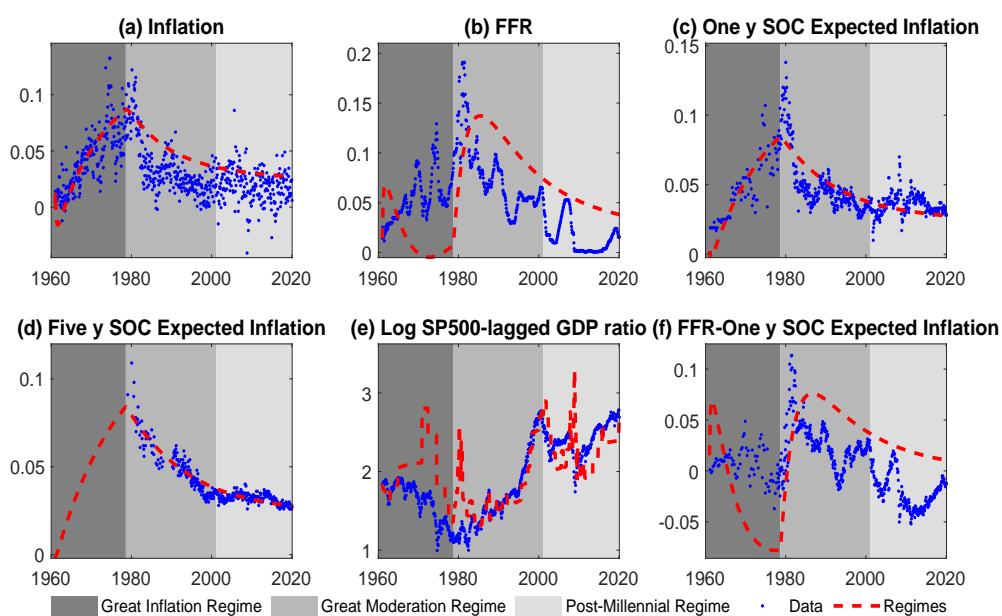 (a) Inflation
0.1
0.05
0
1960 1980 2000 2020
(b) FFR
0.2
0.15
0.1
0.05
0
1960 1980 2000 2020
(c) One y SOC Expected Inflation
0.15
0.1
0.05
0
1960 1980 2000 2020
(d) Five y SOC Expected Inflation
0.1
0.05
0
1960 1980 2000 2020
(e) Log SP500-lagged GDP ratio
3
2
1
1960 1980 2000 2020
(f) FFR-One y SOC Expected Inflation
0.1
0.05
0
-0.05
1960 1980 2000 2020
Great Inflation Regime Great Moderation Regime Post-Millennial Regime Data Regimes